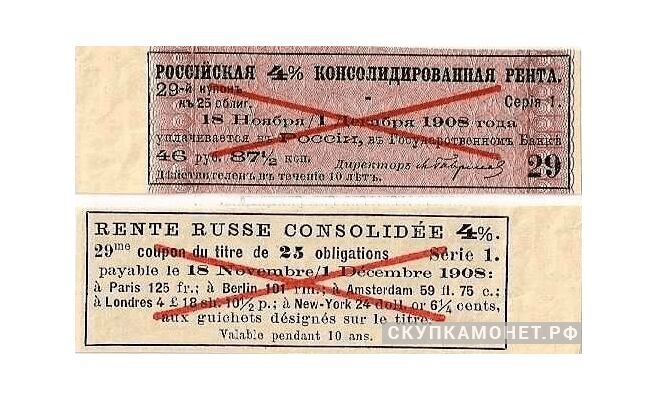 РОССІЙСКАЯ 4% КОНСОЛИДИРОВАННАЯ РЕНТА.
29-й купонъ
къ 25 облиг. Серія 1.
18 Ноября/1 Декабря 1908 года
уплачивается въ Россіи, въ Государственномъ Банкѣ
46 руб. 87½ коп. Директоръ 29
Дѣйствителенъ въ теченіе 10 лѣтъ.
RENTE RUSSE CONSOLIDÉE 4%.
29me coupon du titre de 25 obligations Série 1.
payable le 18 Novembre/1 Décembre 1908:
à Paris 125 fr.; à Berlin 101 rm.; à Amsterdam 59 fl. 75 c.;
à Londres 4 £ 18 sh. 10½ p.; à New-York 24 doll. or 6¼ cents,
aux guichets désignés sur le titre.
Valable pendant 10 ans.
СКУПКАМОНЕТ.РФ